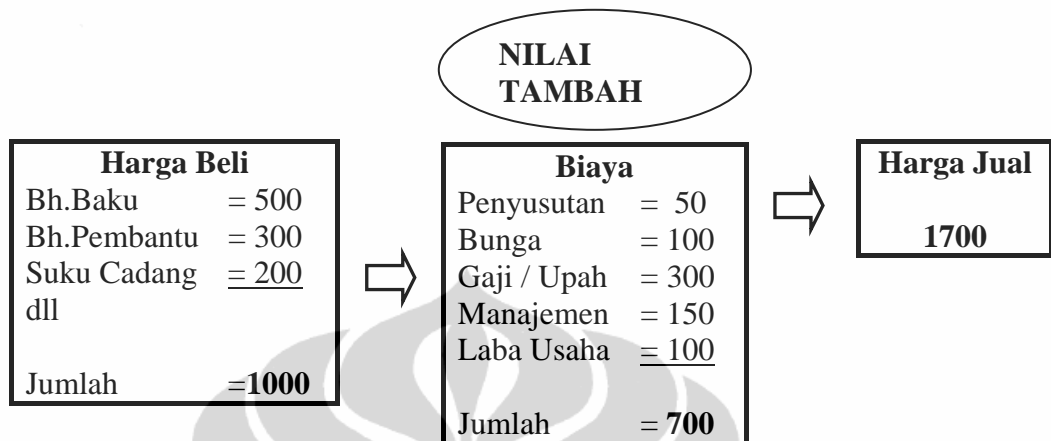 NILAI
TAMBAH
Harga Beli
Bh.Baku = 500
Bh.Pembantu = 300
Suku Cadang = 200
dll
Jumlah =1000
Biaya
Penyusutan = 50
Bunga = 100
Gaji / Upah = 300
Manajemen = 150
Laba Usaha = 100
Jumlah = 700
Harga Jual
1700